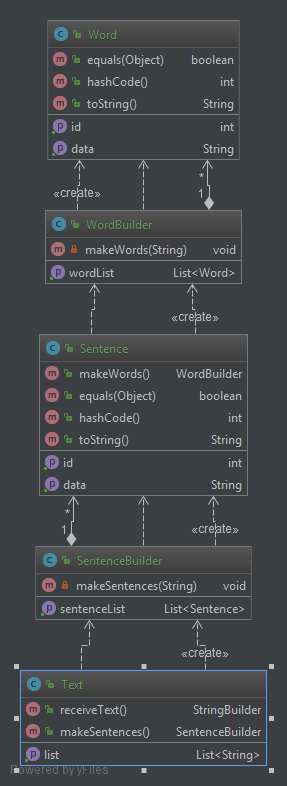 Word
equals(Object) boolean
hashCode() int
toString() String
id int
data String
«create»
*
1
WordBuilder
makeWords(String) void
wordList List<Word>
«create»
Sentence
makeWords() WordBuilder
equals(Object) boolean
hashCode() int
toString() String
id int
data String
*
1
«create»
SentenceBuilder
makeSentences(String) void
sentenceList List<Sentence>
«create»
Text
receiveText() StringBuilder
makeSentences() SentenceBuilder
list List<String>
Powered by yFiles